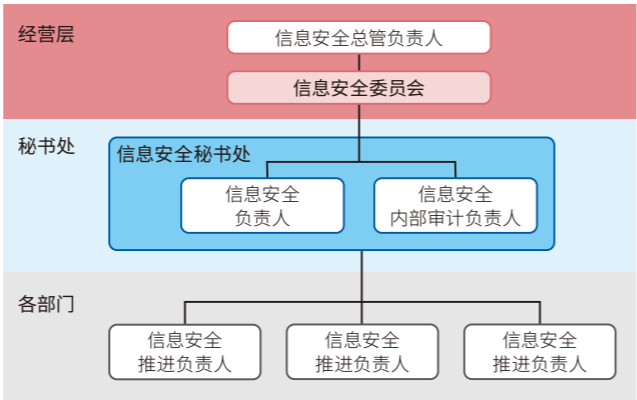 经营层
信息安全总管负责人
信息安全委员会
秘书处
信息安全秘书处
信息安全
负责人
信息安全
内部审计负责人
各部门
信息安全
推进负责人
信息安全
推进负责人
信息安全
推进负责人